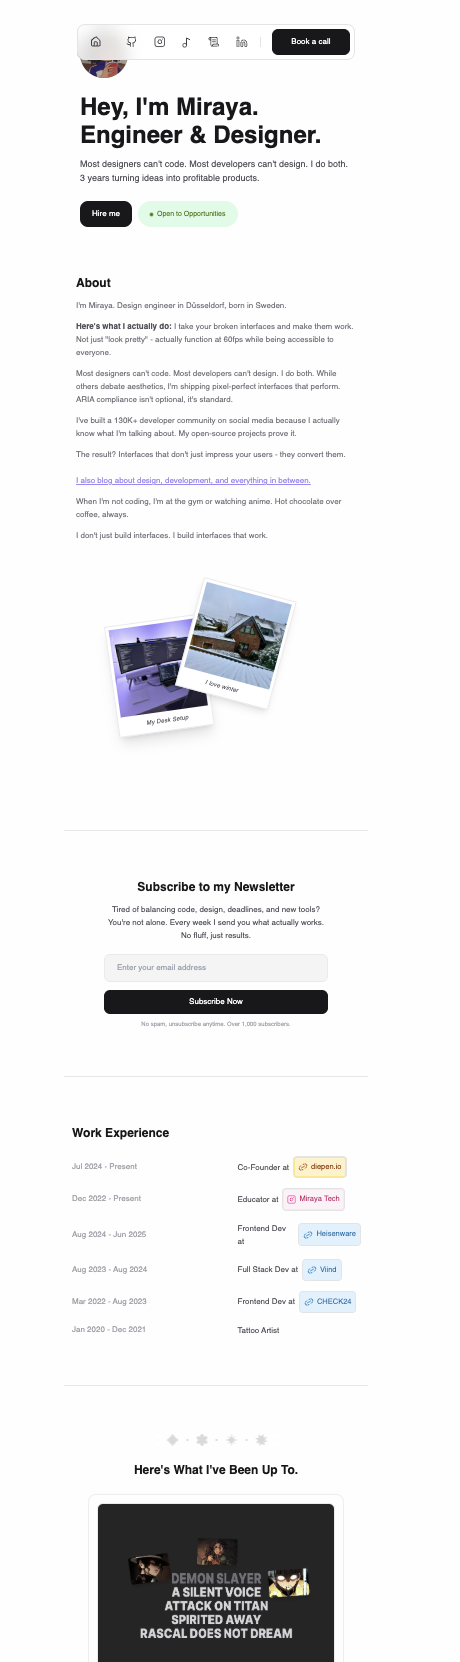 Book a call
Hey, I'm Miraya.
Engineer & Designer.
Most designers can't code. Most developers can't design. I do both.
3 years turning ideas into profitable products.
Hire me
Open to Opportunities
About
I'm Miraya. Design engineer in Düsseldorf, born in Sweden.
Here's what I actually do: I take your broken interfaces and make them work.
Not just "look pretty" - actually function at 60fps while being accessible to
everyone.
Most designers can't code. Most developers can't design. I do both. While
others debate aesthetics, I'm shipping pixel-perfect interfaces that perform.
ARIA compliance isn't optional, it's standard.
I've built a 130K+ developer community on social media because I actually
know what I'm talking about. My open-source projects prove it.
The result? Interfaces that don't just impress your users - they convert them.
I also blog about design, development, and everything in between.
When I'm not coding, I'm at the gym or watching anime. Hot chocolate over
coffee, always.
I don't just build interfaces. I build interfaces that work.
I love winter
My Desk Setup
Subscribe to my Newsletter
Tired of balancing code, design, deadlines, and new tools?
You're not alone. Every week I send you what actually works.
No fluff, just results.
Enter your email address
Subscribe Now
No spam, unsubscribe anytime. Over 1,000 subscribers.
Work Experience
Jul 2024 - Present
Co-Founder at diepen.io
Dec 2022 - Present
Educator at Miraya Tech
Aug 2024 - Jun 2025
Frontend Dev
at Heisenware
Aug 2023 - Aug 2024
Full Stack Dev at Viind
Mar 2022 - Aug 2023
Frontend Dev at CHECK24
Jan 2020 - Dec 2021
Tattoo Artist
Here's What I've Been Up To.
DEMON SLAYER
A SILENT VOICE
ATTACK ON TITAN
SPIRITED AWAY
RASCAL DOES NOT DREAM